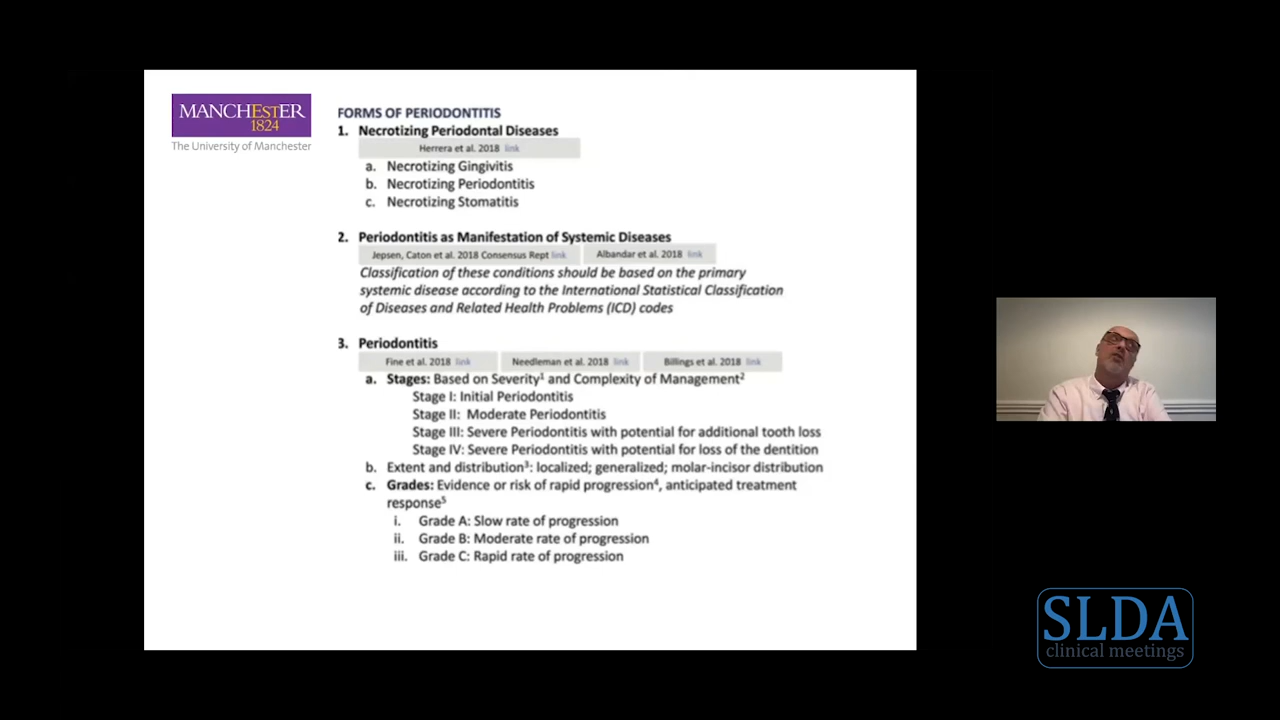 MANCHESTER
1824
The University of Manchester
FORMS OF PERIODONTITIS
1. Necrotizing Periodontal Diseases
Herrera et al. 2018 link
a. Necrotizing Gingivitis
b. Necrotizing Periodontitis
c. Necrotizing Stomatitis
2. Periodontitis as Manifestation of Systemic Diseases
Jepsen, Caton et al. 2018 Consensus Rept link Albandar et al. 2018 link
Classification of these conditions should be based on the primary
systemic disease according to the International Statistical Classification
of Diseases and Related Health Problems (ICD) codes
3. Periodontitis
Fine et al. 2018 link Needleman et al. 2018 link Billings et al. 2018 link
a. Stages: Based on Severity¹ and Complexity of Management²
Stage I: Initial Periodontitis
Stage II: Moderate Periodontitis
Stage III: Severe Periodontitis with potential for additional tooth loss
Stage IV: Severe Periodontitis with potential for loss of the dentition
b. Extent and distribution³: localized; generalized; molar-incisor distribution
c. Grades: Evidence or risk of rapid progression⁴, anticipated treatment
response⁵
i. Grade A: Slow rate of progression
ii. Grade B: Moderate rate of progression
iii. Grade C: Rapid rate of progression
SLDA
clinical meetings